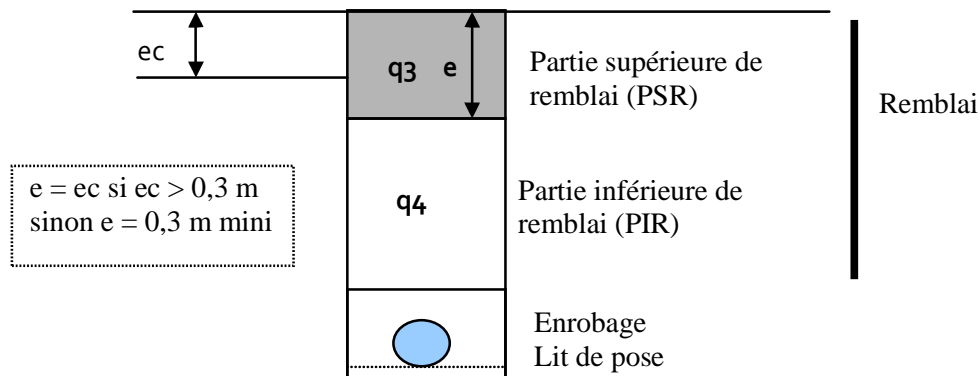 ec
q3
e
Partie supérieure de
remblai (PSR)
Remblai
e = ec si ec > 0,3 m
sinon e = 0,3 m mini
q4
Partie inférieure de
remblai (PIR)
Enrobage
Lit de pose